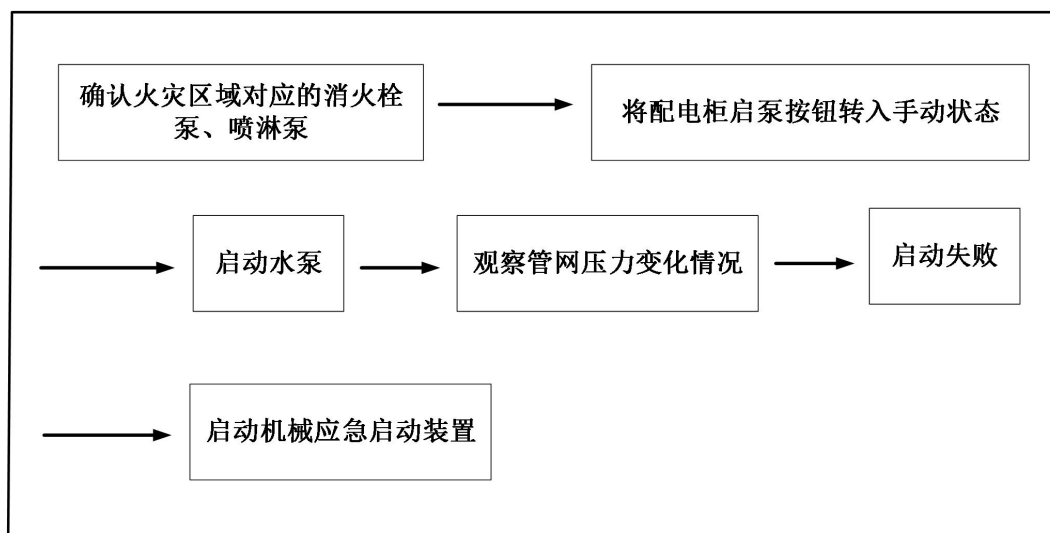 确认火灾区域对应的消火栓
泵、喷淋泵
将配电柜启泵按钮转入手动状态
启动水泵
观察管网压力变化情况
启动失败
启动机械应急启动装置